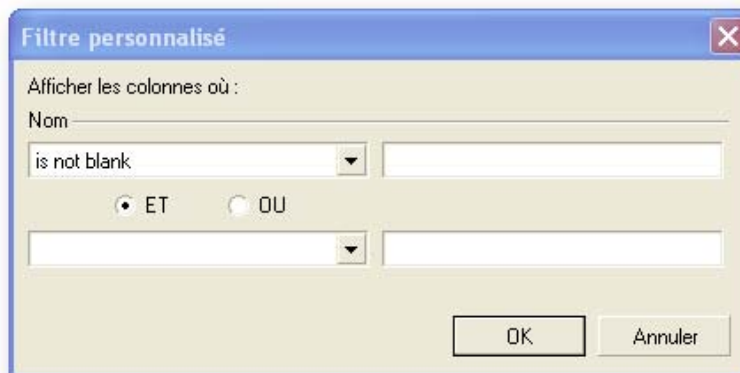 Filtre personnalisé
Afficher les colonnes où :
Nom
is not blank
ET OU
OK Annuler